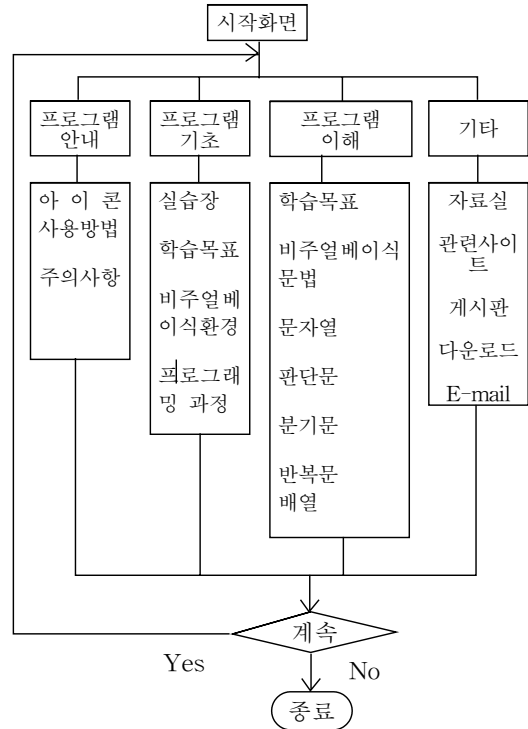 시작화면
프로그램
안내
프로그램
기초
프로그램
이해
기타
아 이 콘
사용방법
주의사항
실습장
학습목표
비주얼베
이식환경
프로그래
밍 과정
학습목표
비주얼베이식
문법
문자열
판단문
분기문
반복문
배열
자료실
관련사이
트
게시판
다운로드
E-mail
계속
Yes
No
종료